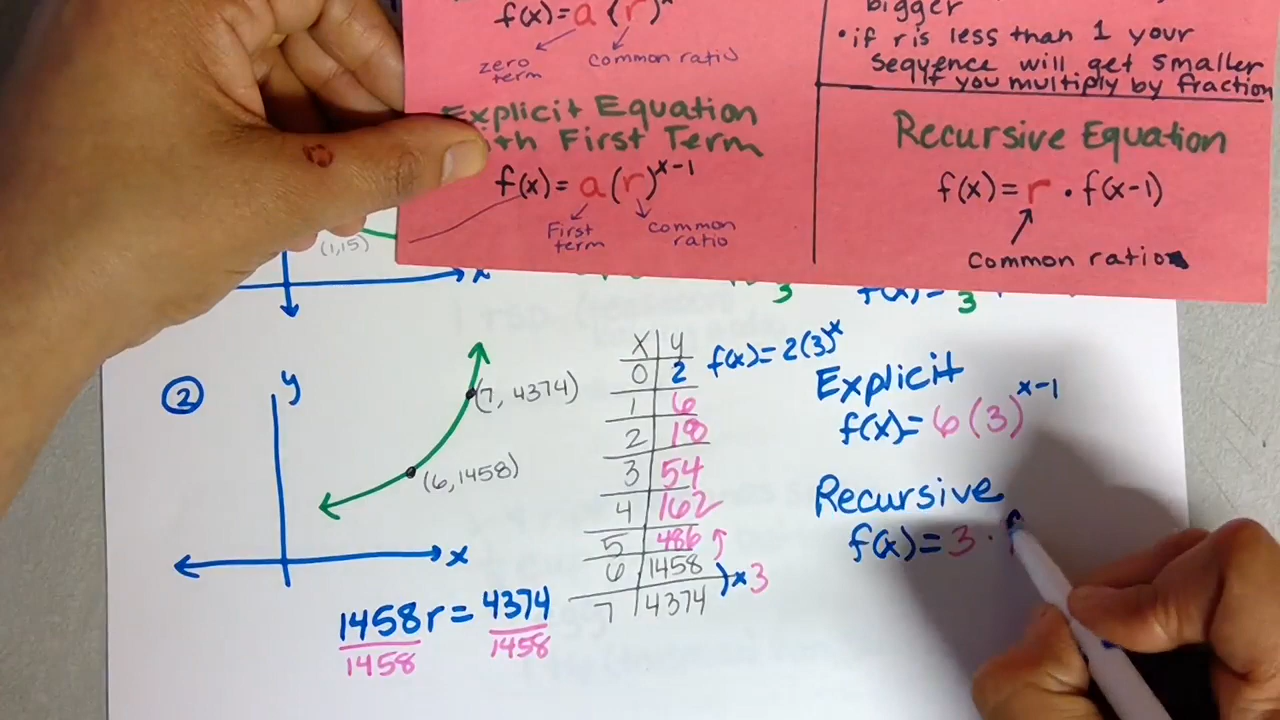 f(x)= a(r)^x
zero term
common ratio
Explicit Equation
with First Term
f(x)= a(r)^x-1
First term
common ratio
bigger
• if r is less than 1 your
sequence will get smaller
if you multiply by fraction
Recursive Equation
f(x)= r · f(x-1)
Common ratio
(1,15)
x
3
f(x)= 3
②
y
(7, 4374)
(6,1458)
x
1458r = 4374
1458 1458
x y
0 2
1 6
2 18
3 54
4 162
5 486
6 1458
7 4374
x 3
f(x)= 2(3)^x
Explicit
f(x)= 6(3)^x-1
Recursive
f(x)= 3 ·